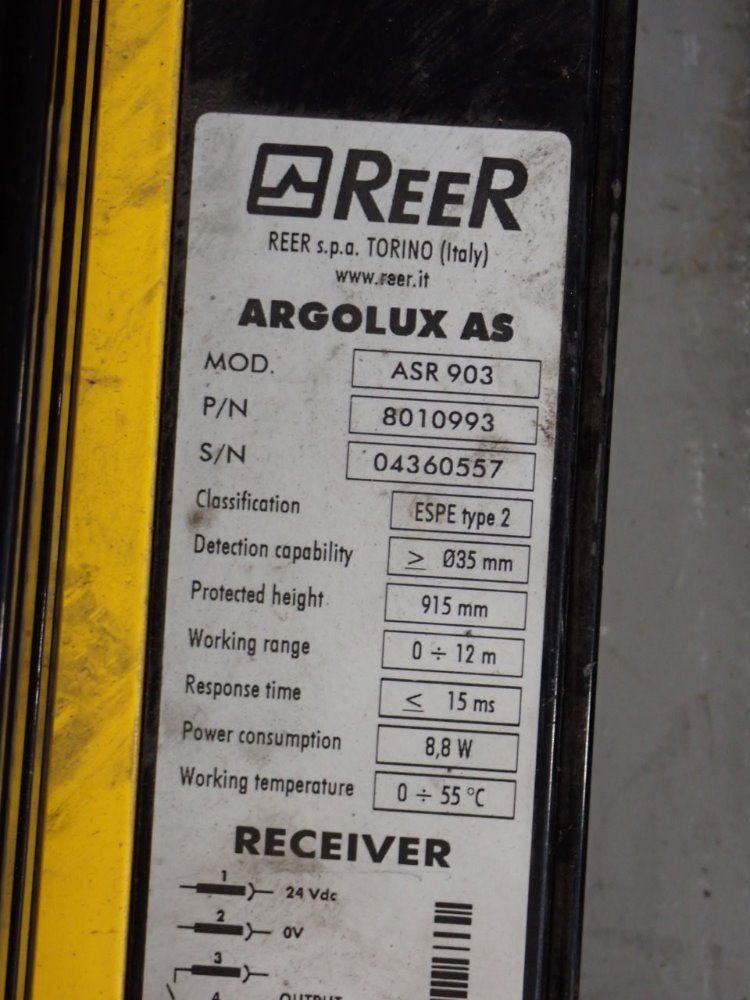 REER
REER s.p.a. TORINO (Italy)
www.reer.it
ARGOLUX AS
MOD. ASR 903
P/N 8010993
S/N 04360557
Classification ESPE type 2
Detection capability ≥ Ø35 mm
Protected height 915 mm
Working range 0 ÷ 12 m
Response time ≤ 15 ms
Power consumption 8,8 W
Working temperature 0 ÷ 55 °C
RECEIVER
1 24 Vdc
2 0V
3
4 OUTPUT